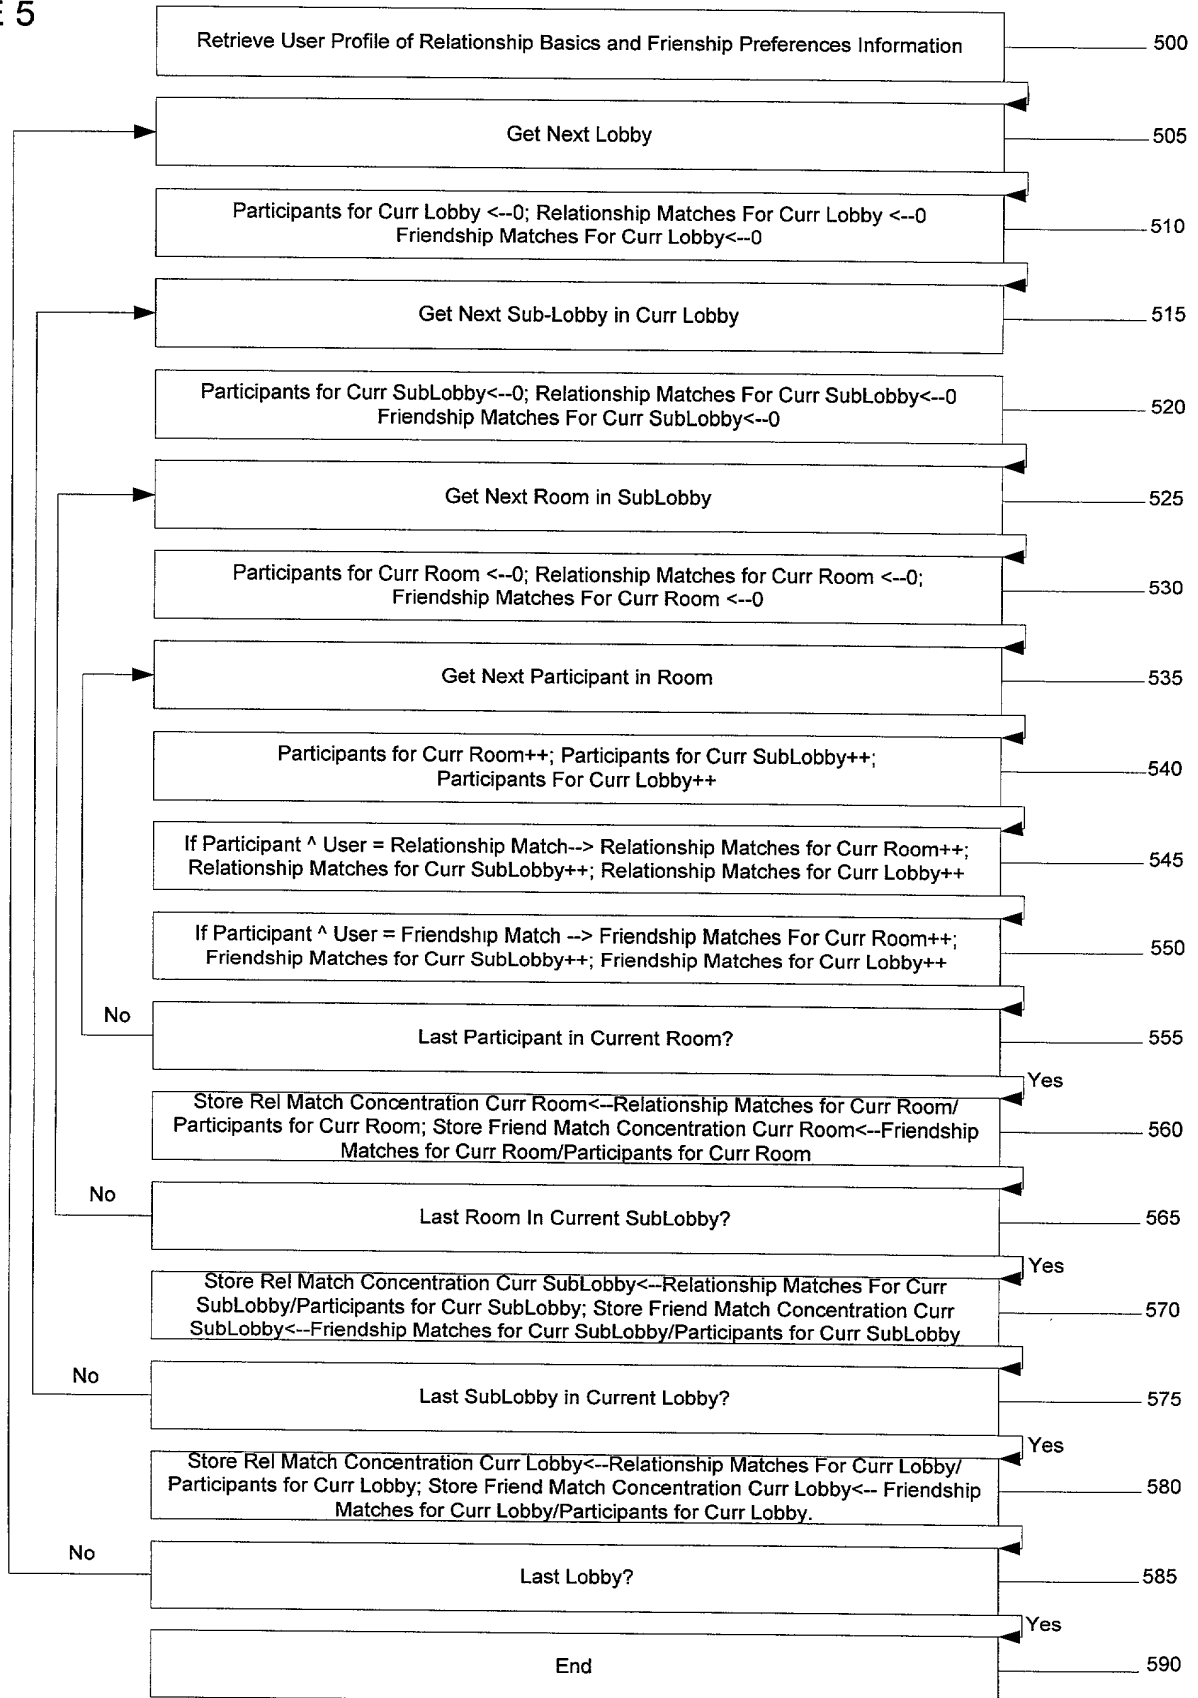 E 5
Retrieve User Profile of Relationship Basics and Frienship Preferences Information
500
Get Next Lobby
505
Participants for Curr Lobby <--0; Relationship Matches For Curr Lobby <--0
Friendship Matches For Curr Lobby<--0
510
Get Next Sub-Lobby in Curr Lobby
515
Participants for Curr SubLobby<--0; Relationship Matches For Curr SubLobby<--0
Friendship Matches For Curr SubLobby<--0
520
Get Next Room in SubLobby
525
Participants for Curr Room <--0; Relationship Matches for Curr Room <--0;
Friendship Matches For Curr Room <--0
530
Get Next Participant in Room
535
Participants for Curr Room++; Participants for Curr SubLobby++;
Participants For Curr Lobby++
540
If Participant ^ User = Relationship Match--> Relationship Matches for Curr Room++;
Relationship Matches for Curr SubLobby++; Relationship Matches for Curr Lobby++
545
If Participant ^ User = Friendship Match --> Friendship Matches For Curr Room++;
Friendship Matches for Curr SubLobby++; Friendship Matches for Curr Lobby++
550
No
Last Participant in Current Room?
555
Yes
Store Rel Match Concentration Curr Room<--Relationship Matches for Curr Room/
Participants for Curr Room; Store Friend Match Concentration Curr Room<--Friendship
Matches for Curr Room/Participants for Curr Room
560
No
Last Room In Current SubLobby?
565
Yes
Store Rel Match Concentration Curr SubLobby<--Relationship Matches For Curr
SubLobby/Participants for Curr SubLobby; Store Friend Match Concentration Curr
SubLobby<--Friendship Matches for Curr SubLobby/Participants for Curr SubLobby
570
No
Last SubLobby in Current Lobby?
575
Yes
Store Rel Match Concentration Curr Lobby<--Relationship Matches For Curr Lobby/
Participants for Curr Lobby; Store Friend Match Concentration Curr Lobby<-- Friendship
Matches for Curr Lobby/Participants for Curr Lobby.
580
No
Last Lobby?
585
Yes
End
590